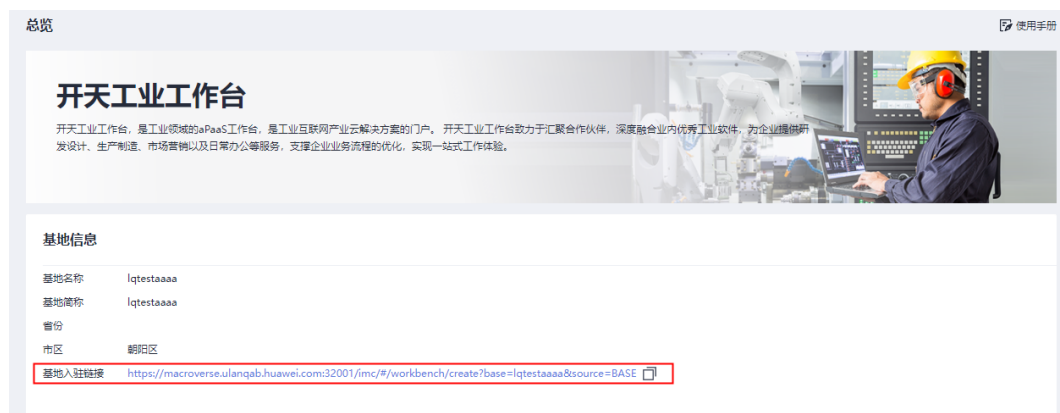 总览
使用手册
开天工业工作台
开天工业工作台，是工业领域的aPaaS工作台，是工业互联网产业云解决方案的门户。 开天工业工作台致力于汇聚合作伙伴，深度融合业内优秀工业软件，为企业提供研
发设计、生产制造、市场营销以及日常办公等服务，支撑企业业务流程的优化，实现一站式工作体验。
基地信息
基地名称 lqtestaaaa
基地简称 lqtestaaaa
省份
市区 朝阳区
基地入驻链接 https://macroverse.ulanqab.huawei.com:32001/imc/#/workbench/create?base=lqtestaaaa&source=BASE